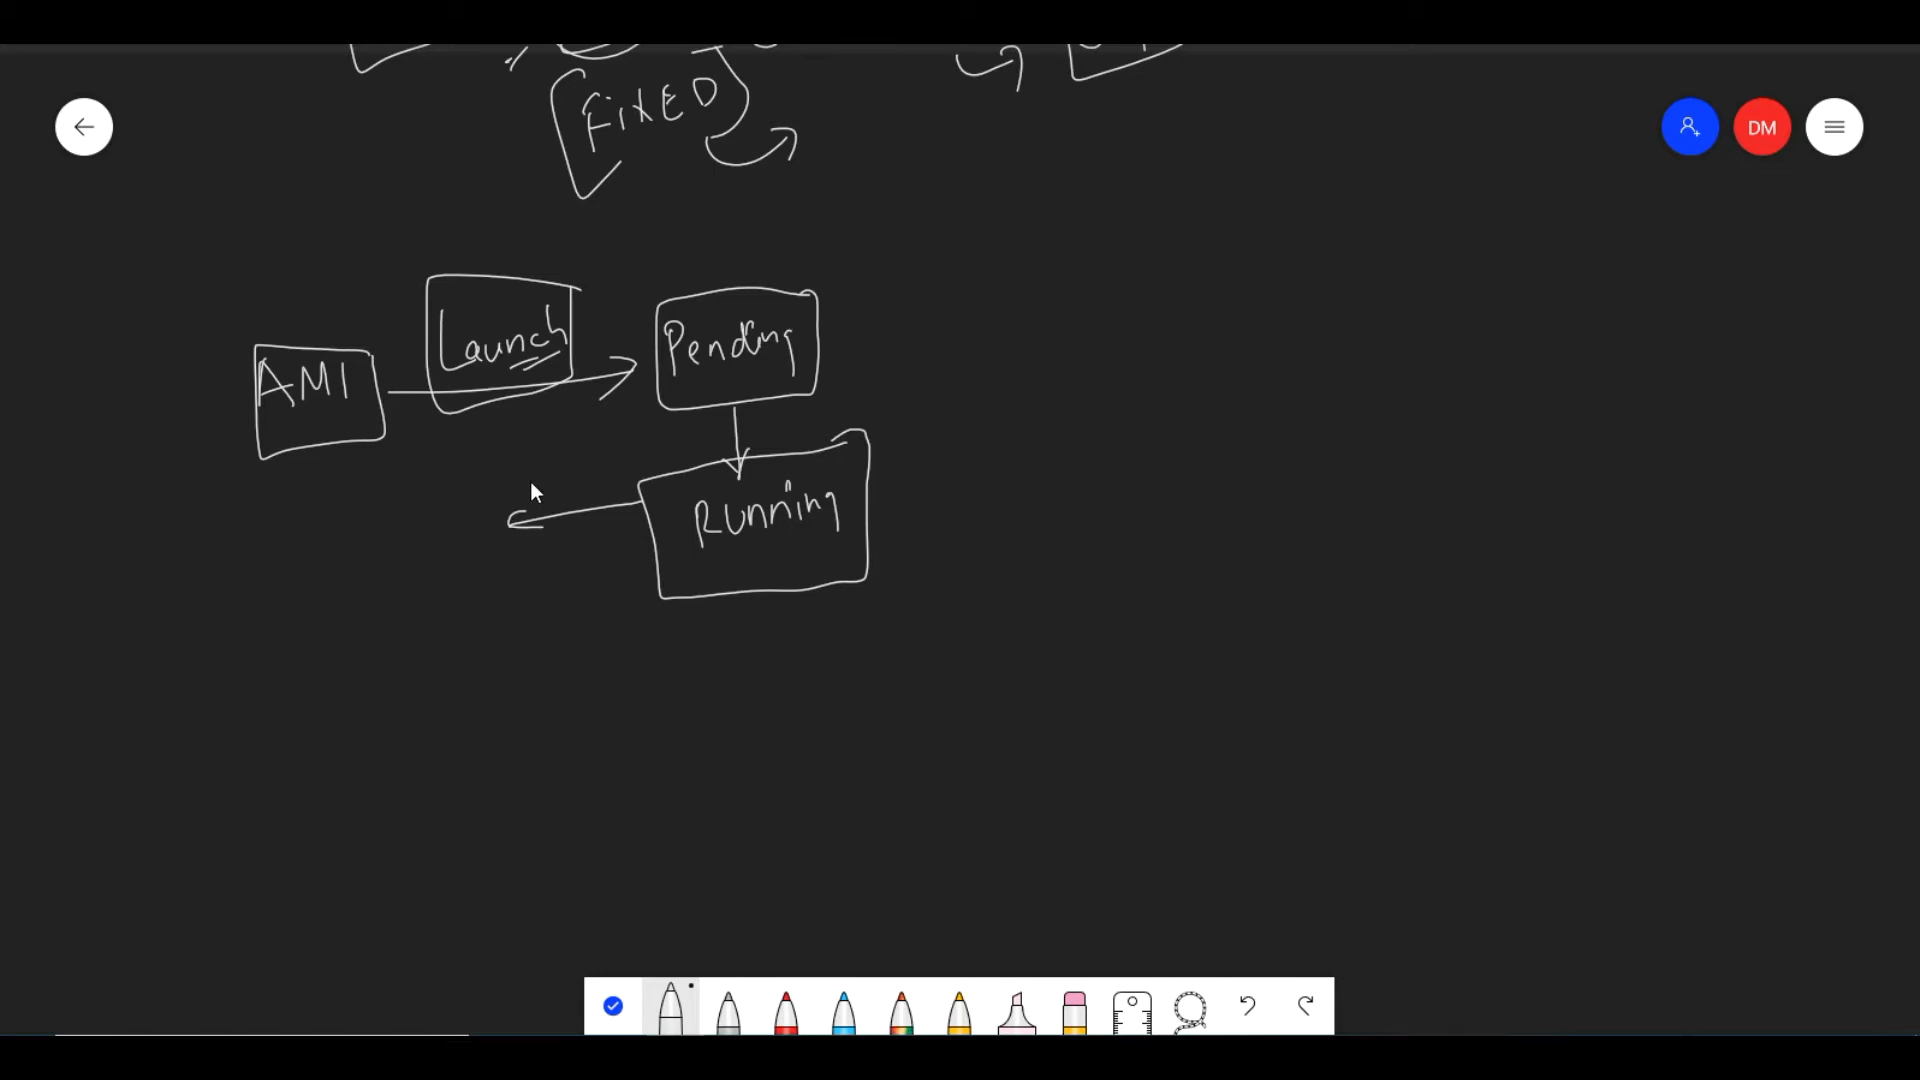 FixED
DM
Launch
Pending
AMI
Running